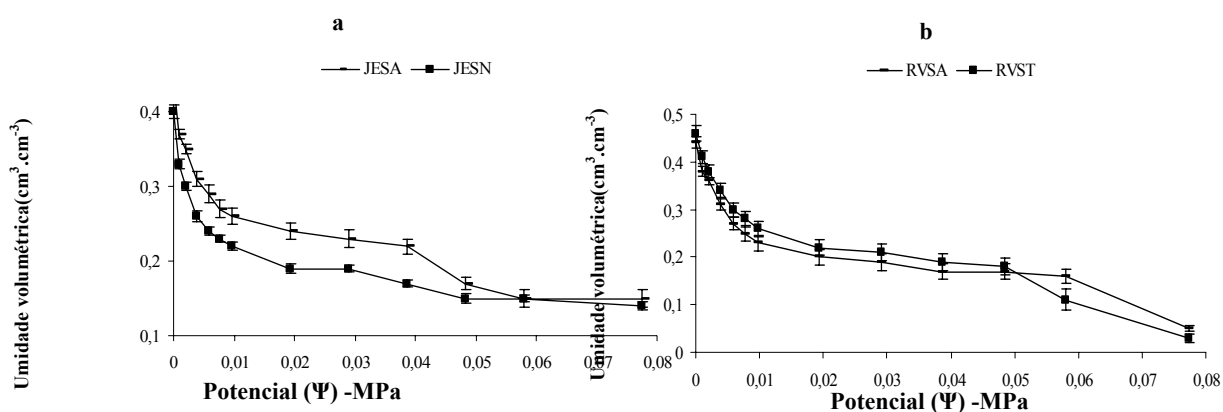 a
JESA JESN
Umidade volumétrica(cm³.cm⁻³)
0,4
0,3
0,2
0,1
0 0,01 0,02 0,03 0,04 0,05 0,06 0,07 0,08
Potencial (Ψ) -MPa
b
RVSA RVST
Umidade volumétrica(cm³.cm⁻³)
0,5
0,4
0,3
0,2
0,1
0
0 0,01 0,02 0,03 0,04 0,05 0,06 0,07 0,08
Potencial (Ψ) -MPa